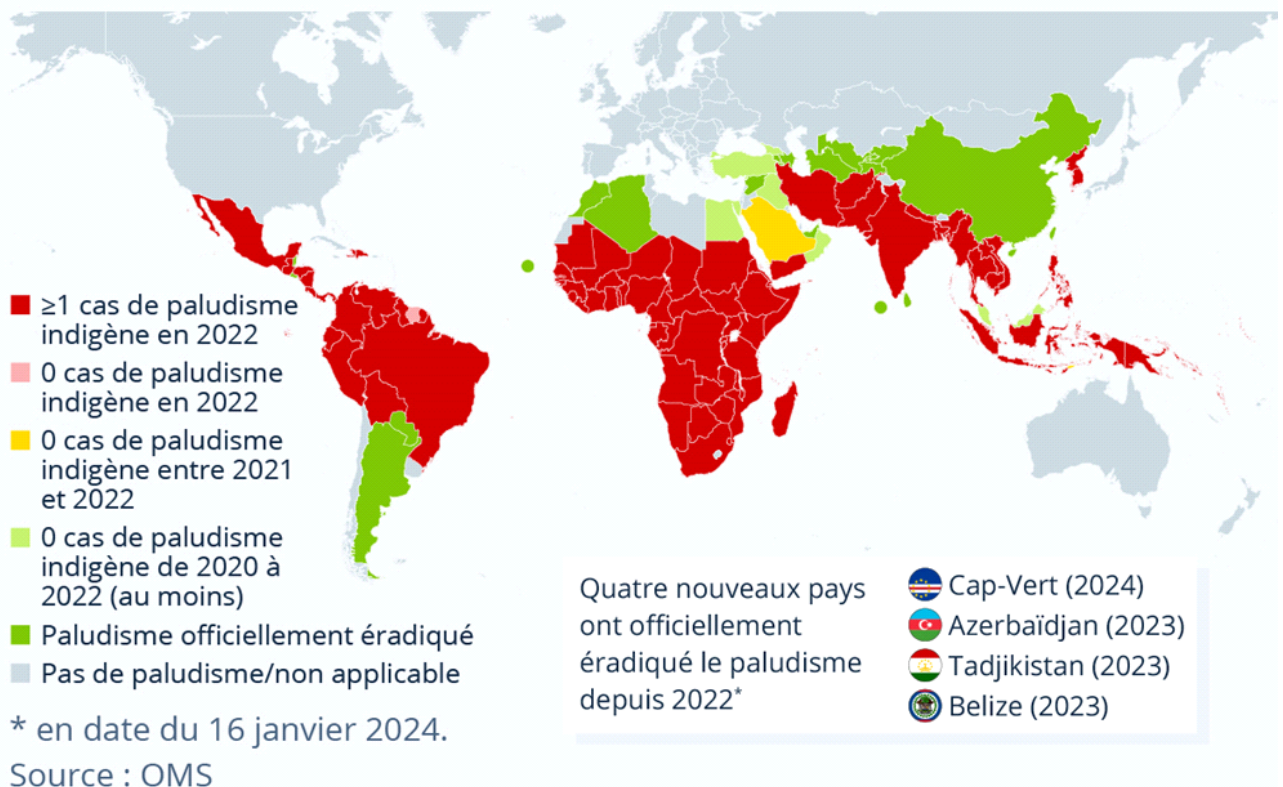 ≥1 cas de paludisme
indigène en 2022
0 cas de paludisme
indigène en 2022
0 cas de paludisme
indigène entre 2021
et 2022
0 cas de paludisme
indigène de 2020 à
2022 (au moins)
Paludisme officiellement éradiqué
Pas de paludisme/non applicable
* en date du 16 janvier 2024.
Source : OMS
Quatre nouveaux pays
ont officiellement
éradiqué le paludisme
depuis 2022*
Cap-Vert (2024)
Azerbaïdjan (2023)
Tadjikistan (2023)
Belize (2023)